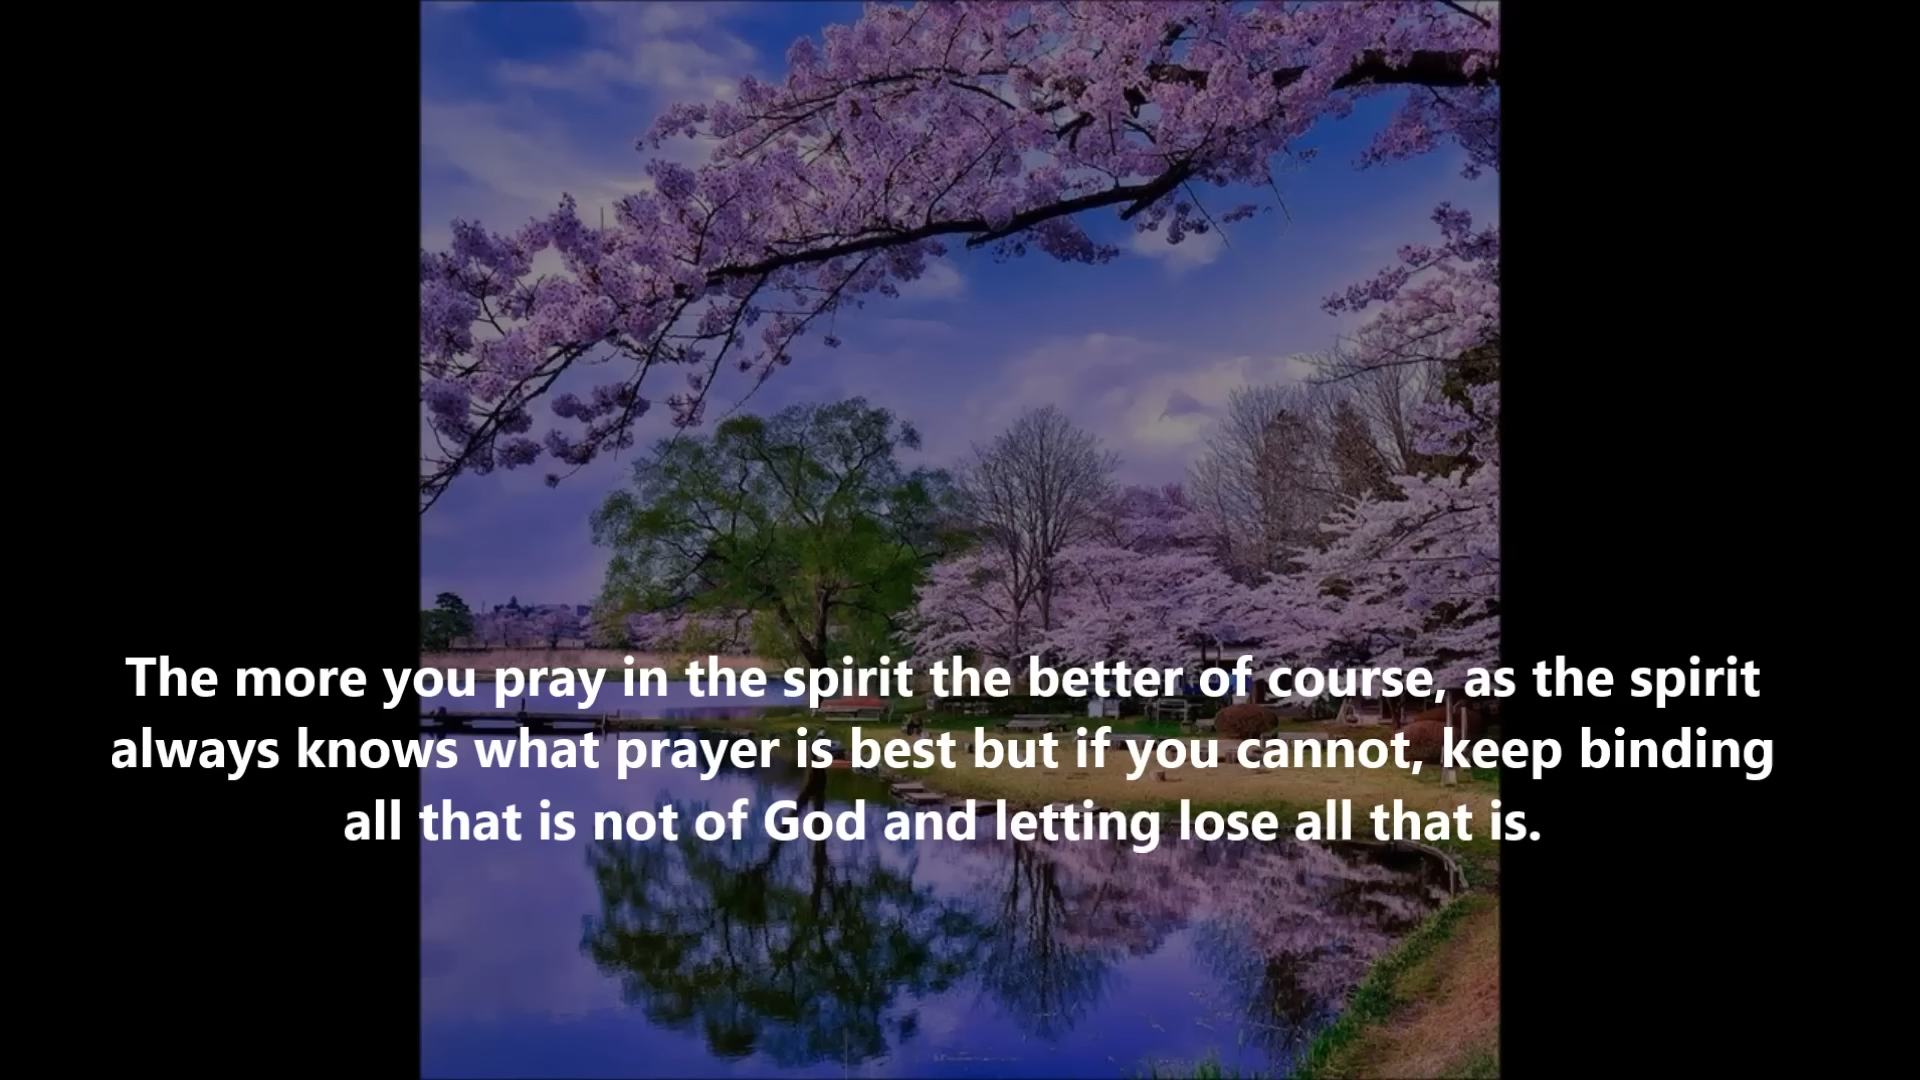 The more you pray in the spirit the better of course, as the spirit
always knows what prayer is best but if you cannot, keep binding
all that is not of God and letting lose all that is.